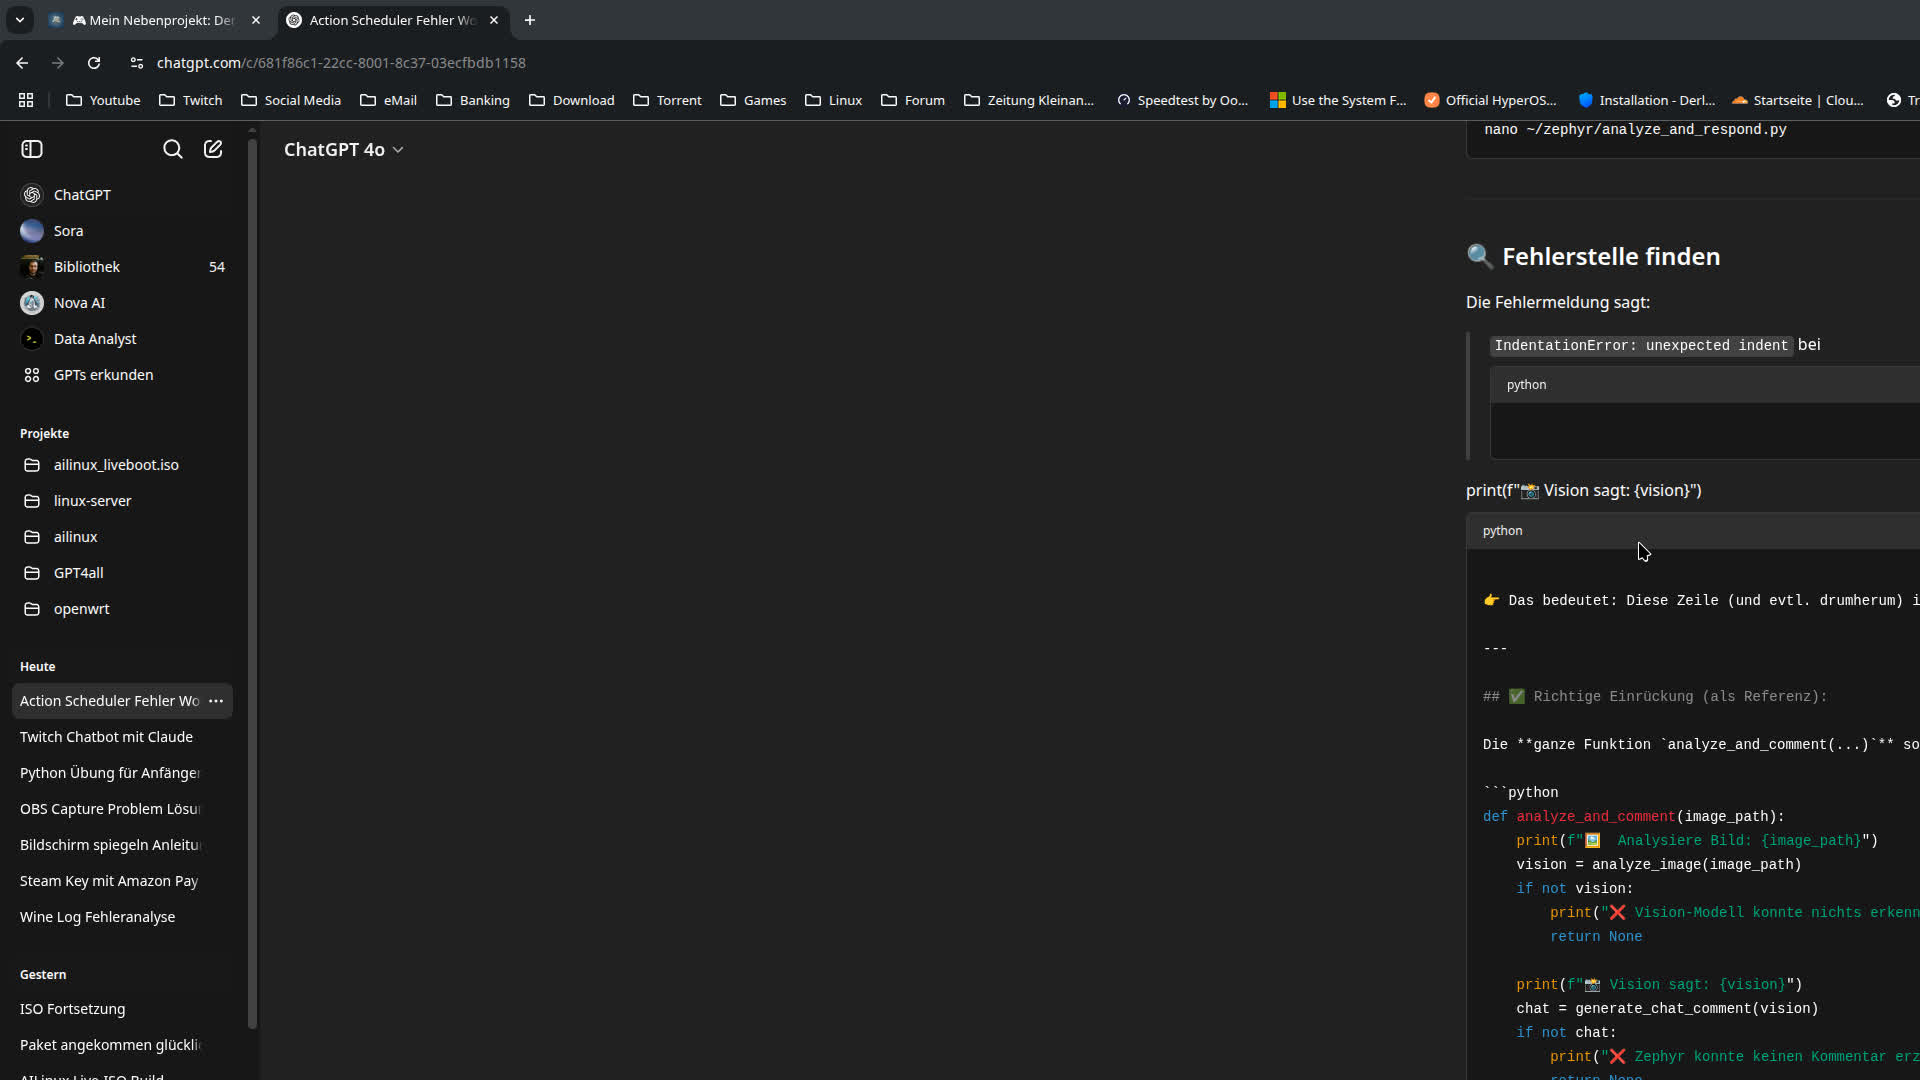 🎮 Mein Nebenprojekt: Der
Action Scheduler Fehler Wo
chatgpt.com/c/681f86c1-22cc-8001-8c37-03ecfbdb1158
Youtube
Twitch
Social Media
eMail
Banking
Download
Torrent
Games
Linux
Forum
Zeitung Kleinan...
Speedtest by Oo...
Use the System F...
Official HyperOS...
Installation - Derl...
Startseite | Clou...
Tr
ChatGPT 4o
ChatGPT
Sora
Bibliothek 54
Nova AI
Data Analyst
GPTs erkunden
Projekte
ailinux_liveboot.iso
linux-server
ailinux
GPT4all
openwrt
Heute
Action Scheduler Fehler Wo
Twitch Chatbot mit Claude
Python Übung für Anfänger
OBS Capture Problem Lösu
Bildschirm spiegeln Anleitu
Steam Key mit Amazon Pay
Wine Log Fehleranalyse
Gestern
ISO Fortsetzung
Paket angekommen glückli
AILinux Live ISO Build
nano ~/zephyr/analyze_and_respond.py
🔍 Fehlerstelle finden
Die Fehlermeldung sagt:
IndentationError: unexpected indent bei
python
print(f"📸 Vision sagt: {vision}")
python
👉 Das bedeutet: Diese Zeile (und evtl. drumherum) i
---
## ✅ Richtige Einrückung (als Referenz):
Die **ganze Funktion `analyze_and_comment(...)`** so
```python
def analyze_and_comment(image_path):
print(f"🖼️ Analysiere Bild: {image_path}")
vision = analyze_image(image_path)
if not vision:
print("❌ Vision-Modell konnte nichts erkenn
return None
print(f"📸 Vision sagt: {vision}")
chat = generate_chat_comment(vision)
if not chat:
print("❌ Zephyr konnte keinen Kommentar erz
return None